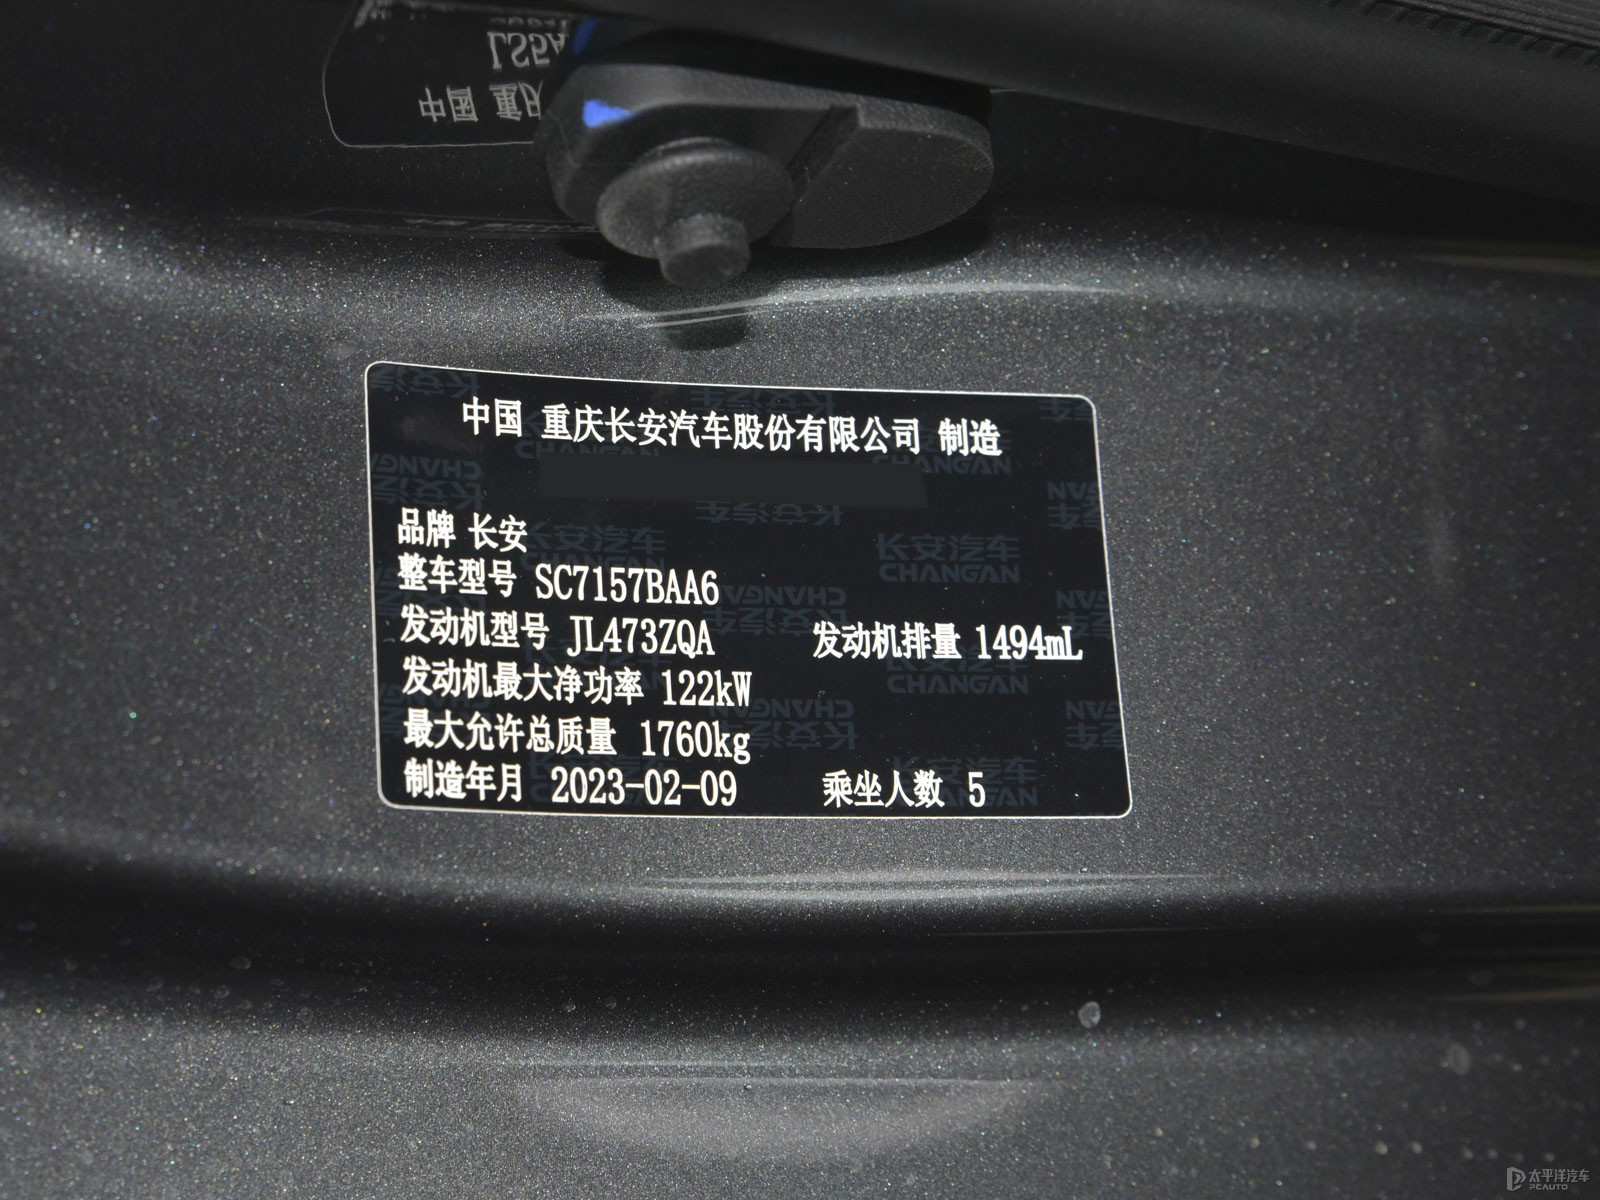 LS5A
中国 重庆
中国 重庆长安汽车股份有限公司 制造
品牌 长安
整车型号 SC7157BAA6
发动机型号 JL473ZQA 发动机排量 1494mL
发动机最大净功率 122kW
最大允许总质量 1760kg
制造年月 2023-02-09 乘坐人数 5
长安汽车
CHANGAN
太平洋汽车
PCAUTO